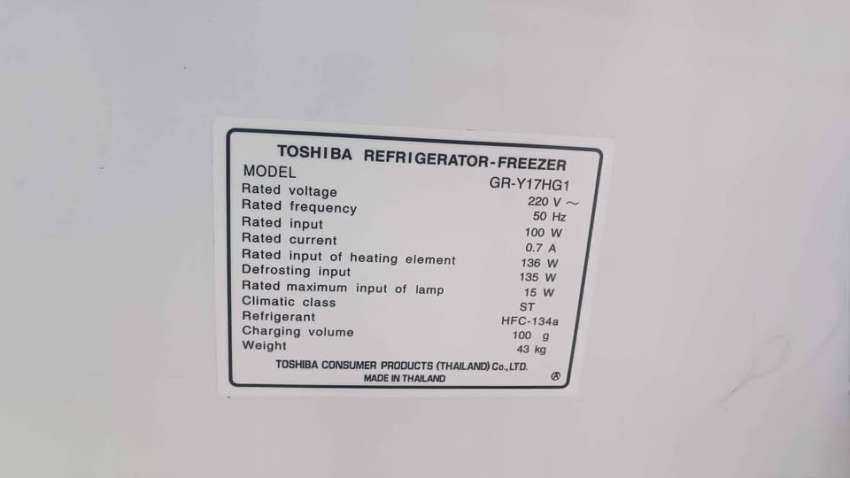 TOSHIBA REFRIGERATOR-FREEZER
MODEL GR-Y17HG1
Rated voltage 220 V ~
Rated frequency 50 Hz
Rated input 100 W
Rated current 0.7 A
Rated input of heating element 136 W
Defrosting input 135 W
Rated maximum input of lamp 15 W
Climatic class ST
Refrigerant HFC-134a
Charging volume 100 g
Weight 43 kg
TOSHIBA CONSUMER PRODUCTS (THAILAND) Co.,LTD.
MADE IN THAILAND Ⓐ